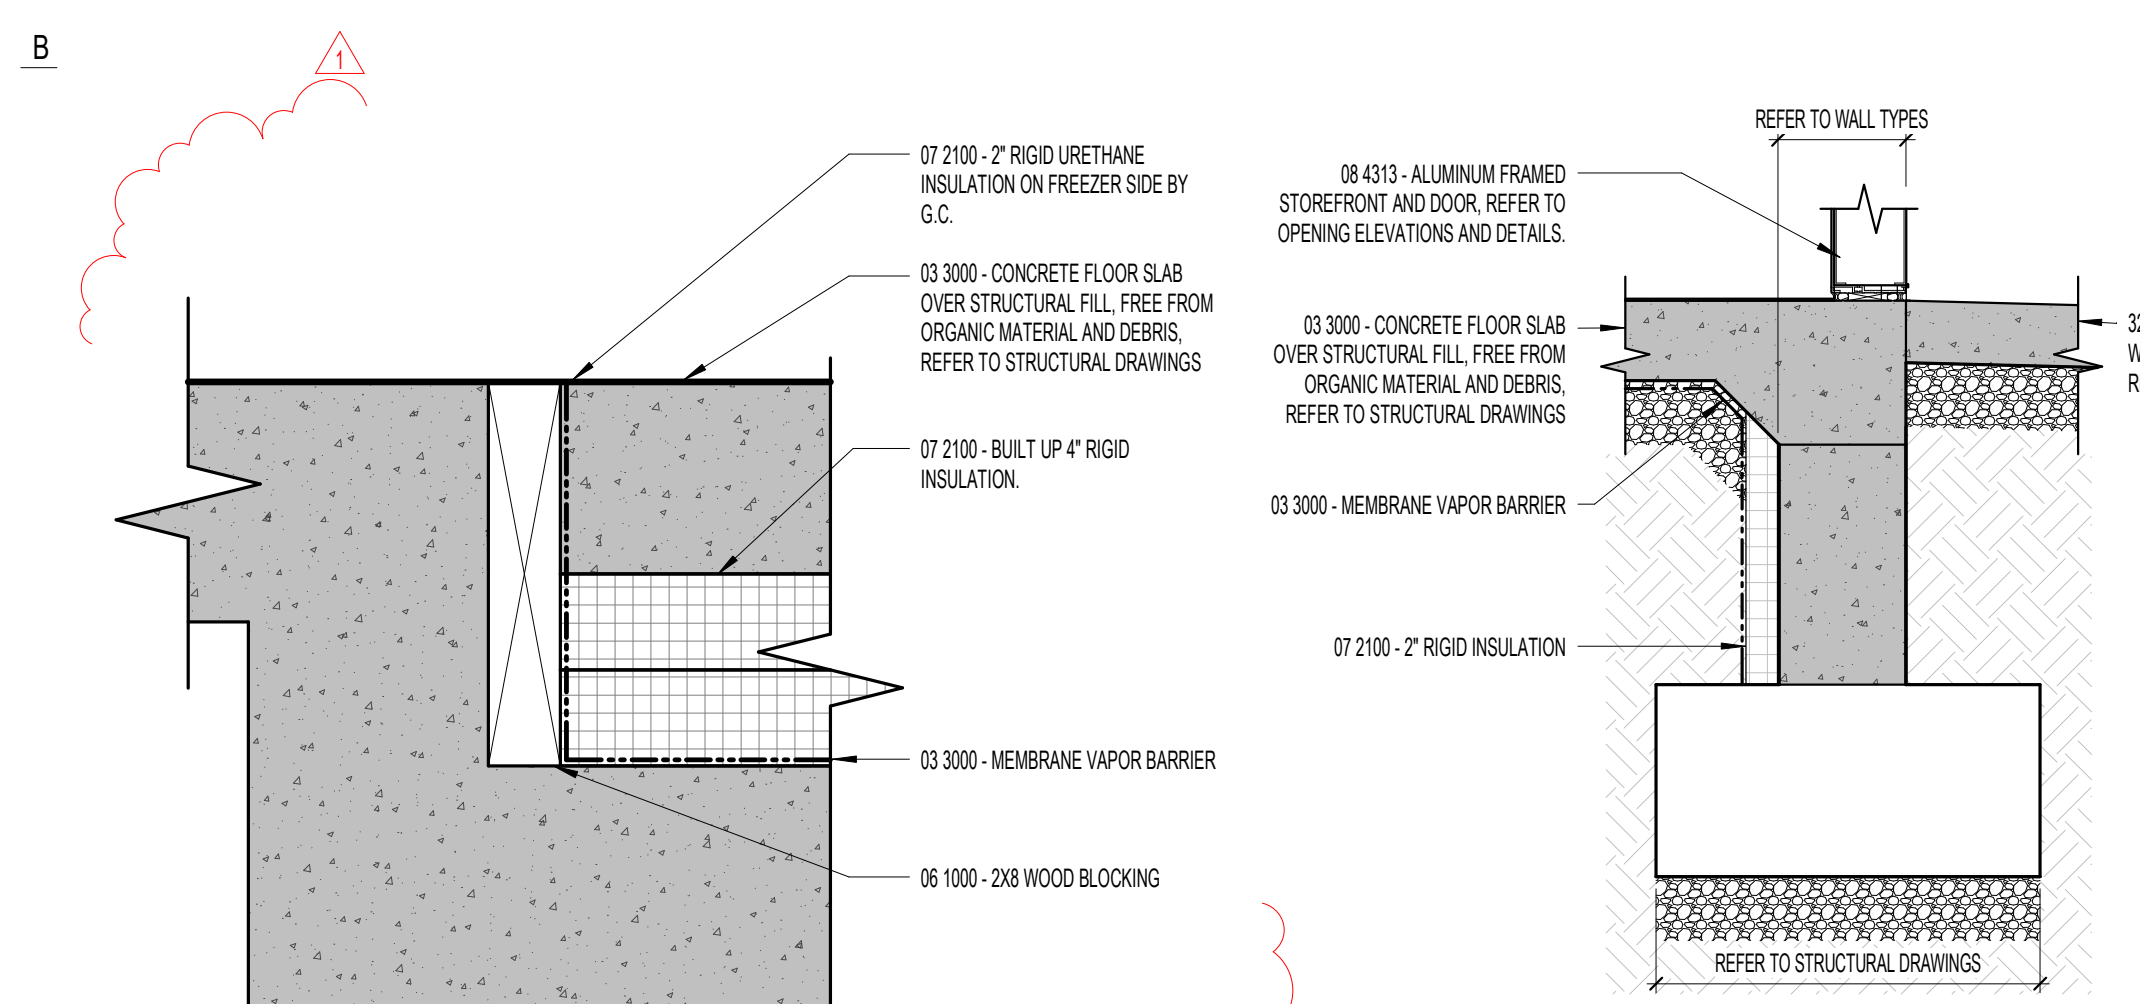 B
1
07 2100 - 2" RIGID URETHANE
INSULATION ON FREEZER SIDE BY
G.C.
03 3000 - CONCRETE FLOOR SLAB
OVER STRUCTURAL FILL, FREE FROM
ORGANIC MATERIAL AND DEBRIS,
REFER TO STRUCTURAL DRAWINGS
07 2100 - BUILT UP 4" RIGID
INSULATION.
03 3000 - MEMBRANE VAPOR BARRIER
06 1000 - 2X8 WOOD BLOCKING
REFER TO WALL TYPES
08 4313 - ALUMINUM FRAMED
STOREFRONT AND DOOR, REFER TO
OPENING ELEVATIONS AND DETAILS.
03 3000 - CONCRETE FLOOR SLAB
OVER STRUCTURAL FILL, FREE FROM
ORGANIC MATERIAL AND DEBRIS,
REFER TO STRUCTURAL DRAWINGS
03 3000 - MEMBRANE VAPOR BARRIER
07 2100 - 2" RIGID INSULATION
REFER TO STRUCTURAL DRAWINGS